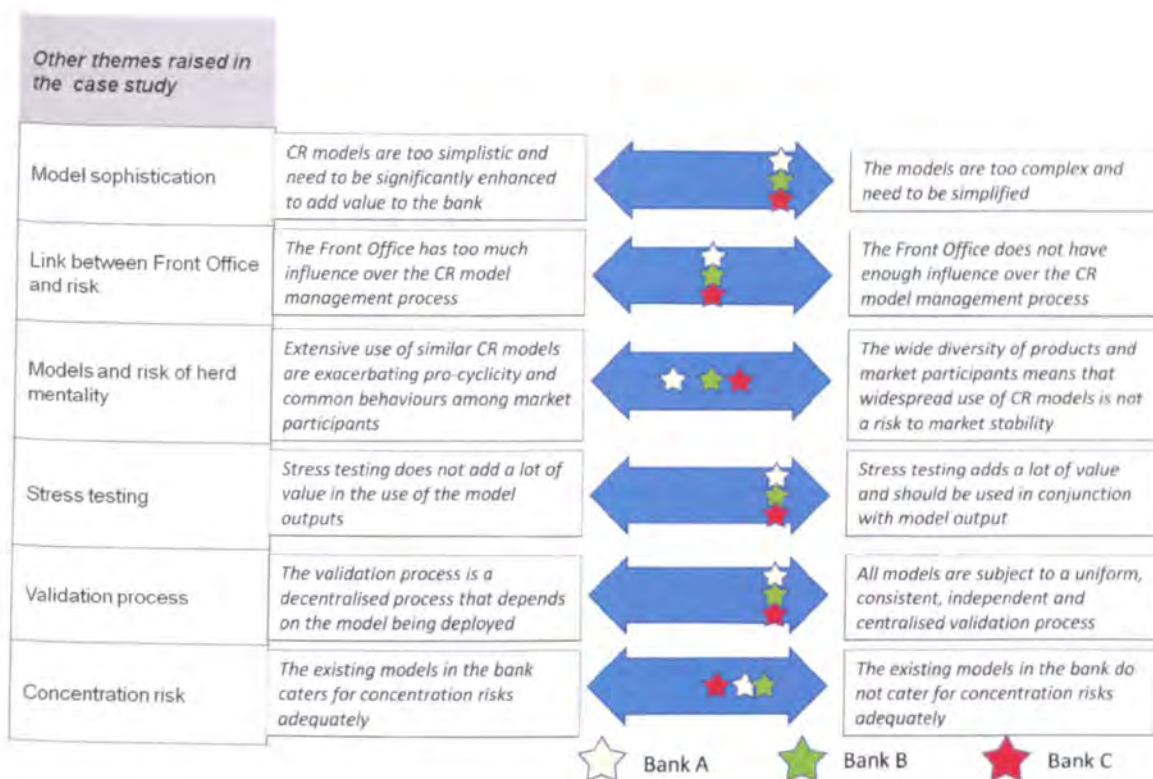 Other themes raised in
the case study
Model sophistication
CR models are too simplistic and
need to be significantly enhanced
to add value to the bank
The models are too complex and
need to be simplified
Link between Front Office
and risk
The Front Office has too much
influence over the CR model
management process
The Front Office does not have
enough influence over the CR
model management process
Models and risk of herd
mentality
Extensive use of similar CR models
are exacerbating pro-cyclicity and
common behaviours among market
participants
The wide diversity of products and
market participants means that
widespread use of CR models is not
a risk to market stability
Stress testing
Stress testing does not add a lot of
value in the use of the model
outputs
Stress testing adds a lot of value
and should be used in conjunction
with model output
Validation process
The validation process is a
decentralised process that depends
on the model being deployed
All models are subject to a uniform,
consistent, independent and
centralised validation process
Concentration risk
The existing models in the bank
caters for concentration risks
adequately
The existing models in the bank do
not cater for concentration risks
adequately
Bank A
Bank B
Bank C